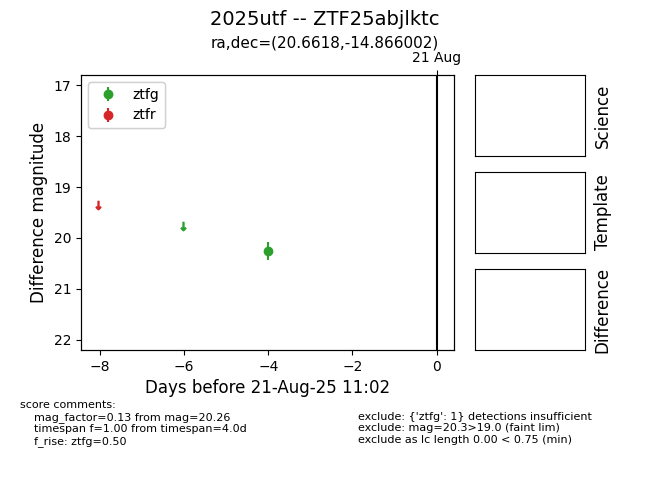 2025utf -- ZTF25abjlktc
ra,dec=(20.6618,-14.866002)
21 Aug
ztfg
ztfr
17
18
19
20
21
22
Difference magnitude
−8
−6
−4
−2
0
Days before 21-Aug-25 11:02
Science
Template
Difference
score comments:
mag_factor=0.13 from mag=20.26
timespan f=1.00 from timespan=4.0d
f_rise: ztfg=0.50
exclude: {'ztfg': 1} detections insufficient
exclude: mag=20.3>19.0 (faint lim)
exclude as lc length 0.00 < 0.75 (min)